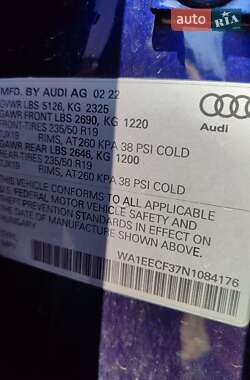 AUTO RIA
MFD. BY AUDI AG 02 22
GVWR LBS 5126, KG 2325
GAWR FRONT LBS 2690, KG 1220
FRONT-TIRES 235/50 R19
RIMS, AT 260 KPA 38 PSI COLD
GAWR REAR LBS 2646, KG 1200
REAR-TIRES 235/50 R19
RIMS, AT 260 KPA 38 PSI COLD
THIS VEHICLE CONFORMS TO ALL APPLICABLE
U.S. FEDERAL MOTOR VEHICLE SAFETY AND
THEFT PREVENTION STANDARDS IN EFFECT ON
DATE OF MANUFACTURE SHOWN ABOVE.
Audi
WA1EECF37N1084176